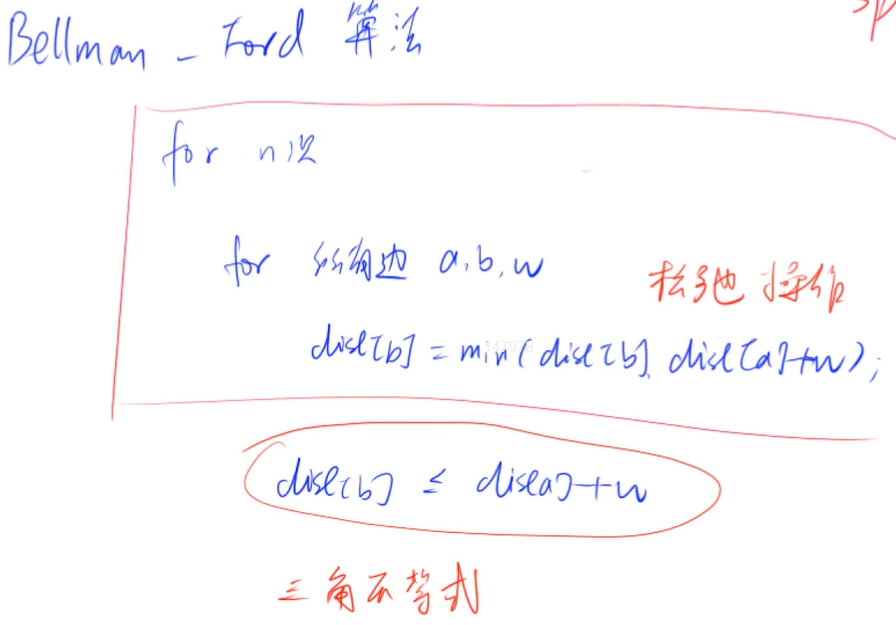 Bellman - Ford 算法
sp
for n次
for 所有边 a,b,w
松弛操作
dist[b] = min(dist[b], dist[a]+w);
dist[b] ≤ dist[a]+w
三角不等式